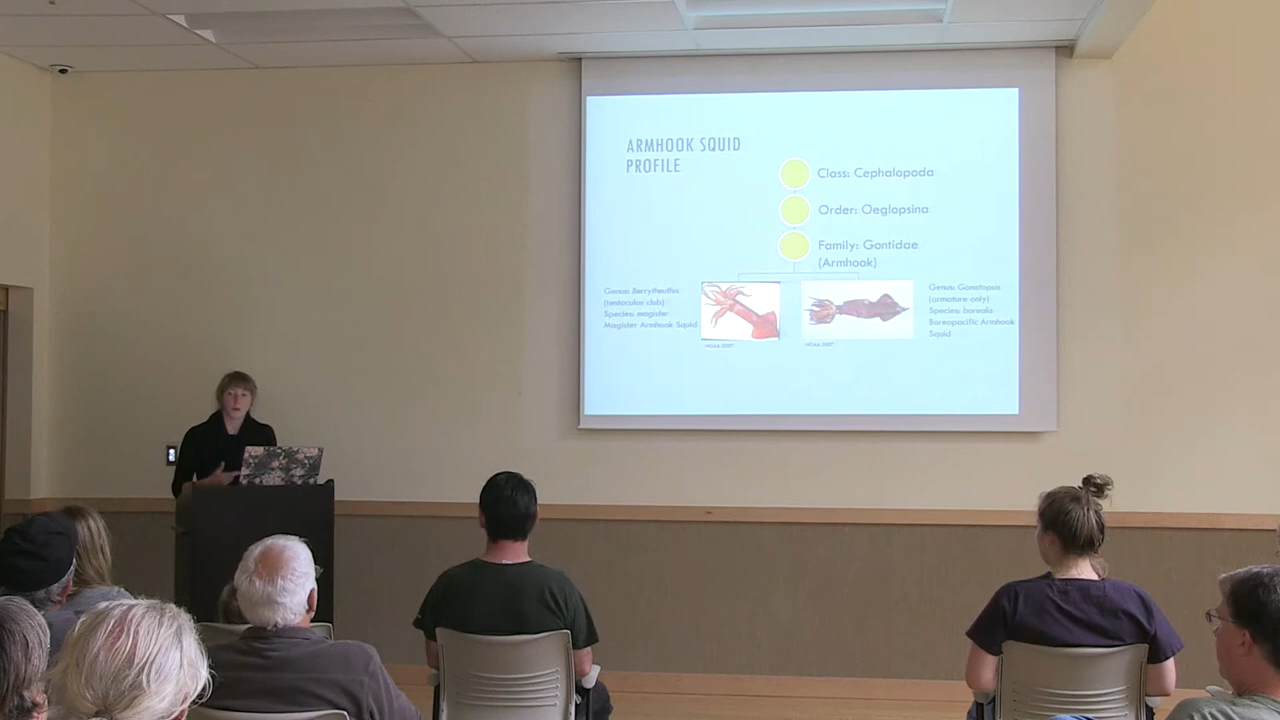 ARMHOOK SQUID
PROFILE
Class: Cephalopoda
Order: Oeglopsina
Family: Gontidae
(Armhook)
Genus: Berryteuthis
(tentacular club)
Species: magister
Magister Armhook Squid
Genus: Gonatopsis
(armature only)
Species: borealis
Boreopacific Armhook
Squid